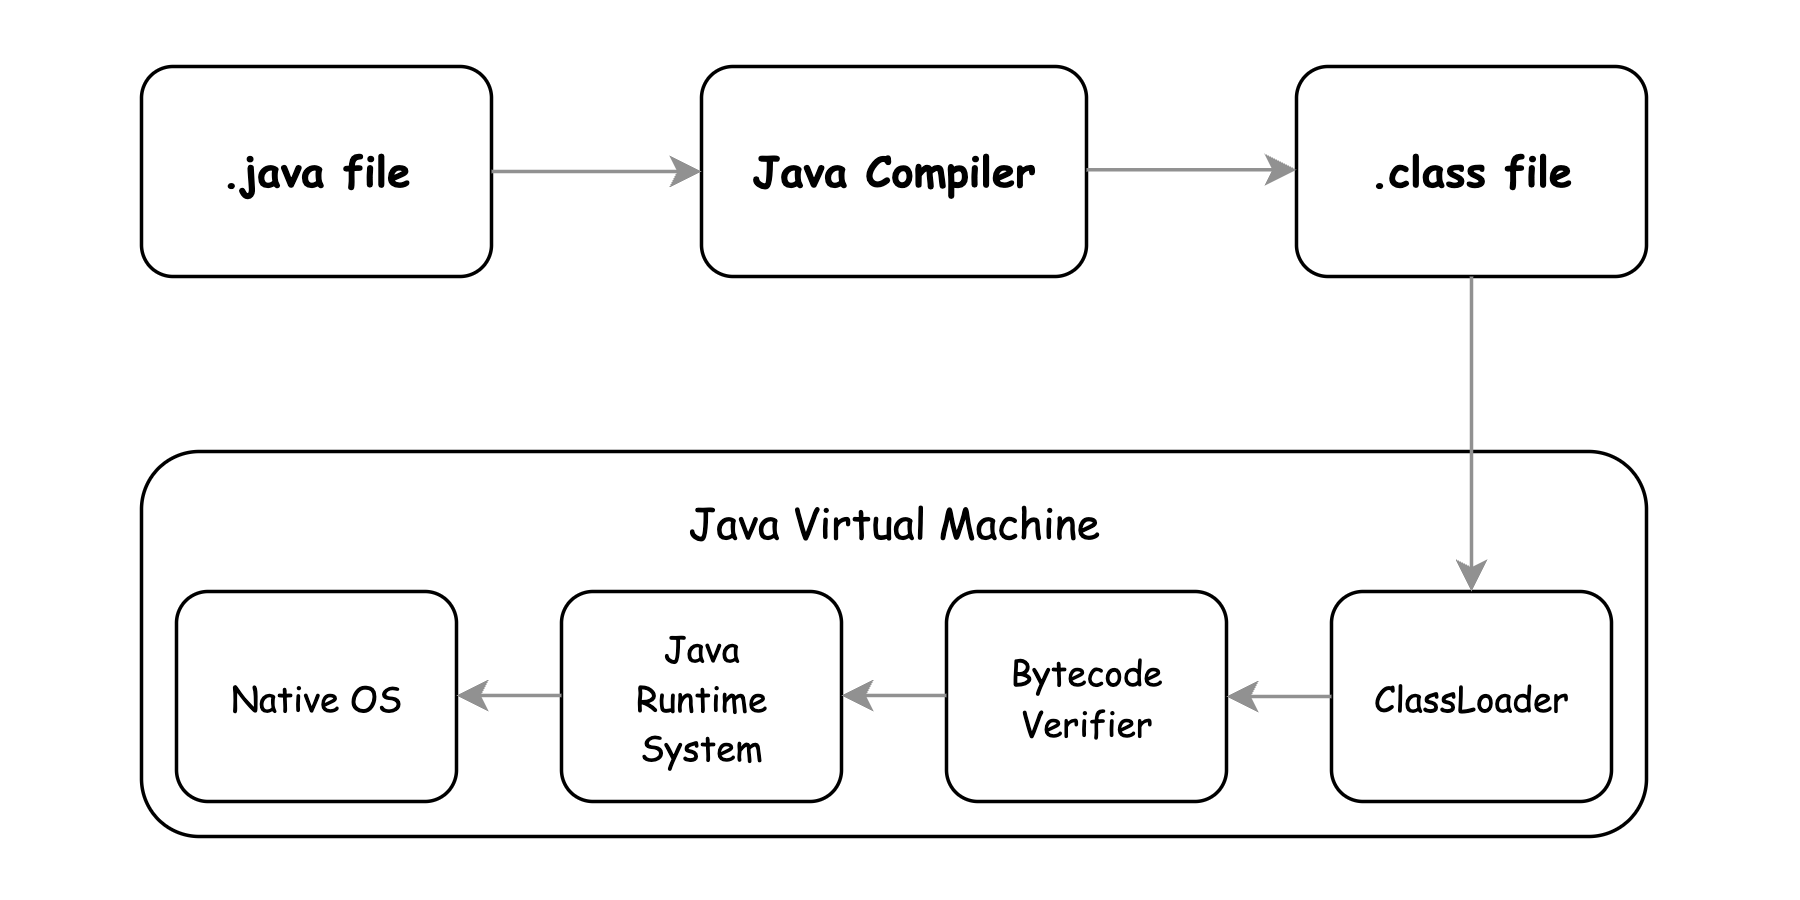 .java file
Java Compiler
.class file
Java Virtual Machine
Native OS
Java
Runtime
System
Bytecode
Verifier
ClassLoader